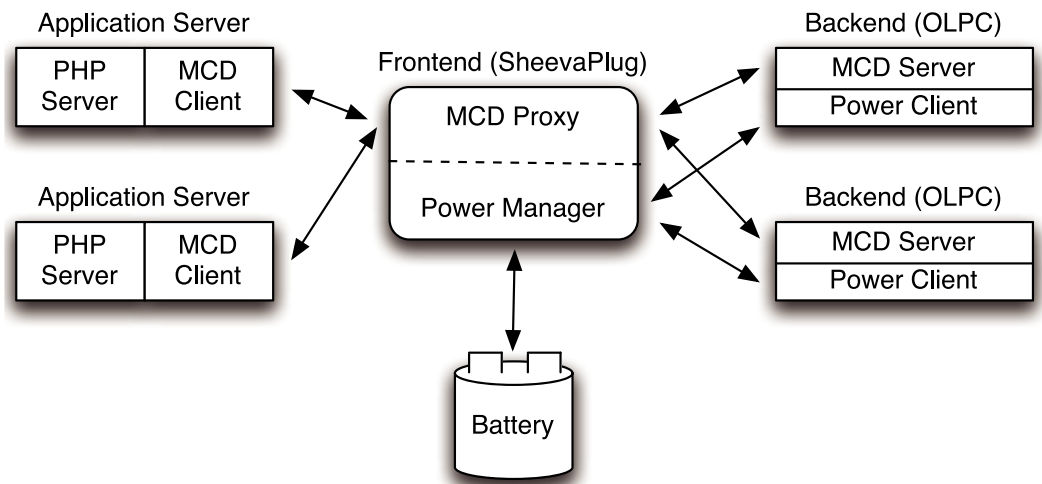 Application Server
PHP
Server
MCD
Client
Application Server
PHP
Server
MCD
Client
Frontend (SheevaPlug)
MCD Proxy
Power Manager
Battery
Backend (OLPC)
MCD Server
Power Client
Backend (OLPC)
MCD Server
Power Client